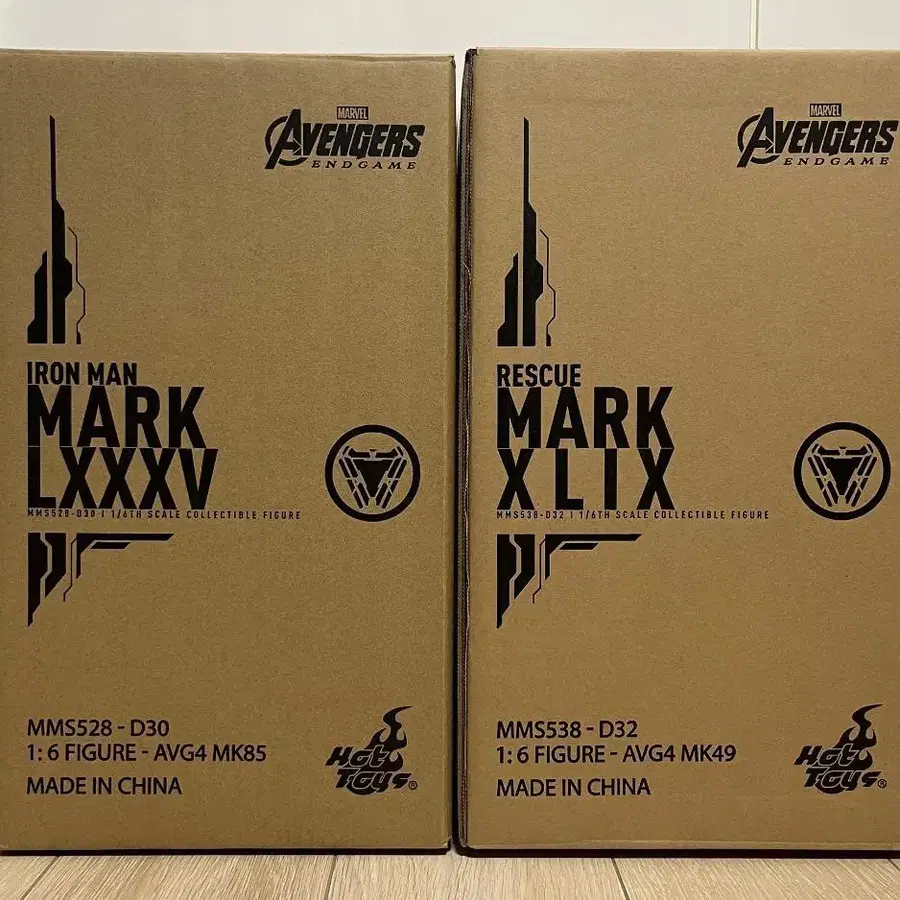 MARVEL
AVENGERS
ENDGAME
IRON MAN
MARK
LXXXV
MMS528-D30 | 1/6TH SCALE COLLECTIBLE FIGURE
MMS528 - D30
1: 6 FIGURE - AVG4 MK85
MADE IN CHINA
Hot
Toys®
MARVEL
AVENGERS
ENDGAME
RESCUE
MARK
XLIX
MMS538-D32 | 1/6TH SCALE COLLECTIBLE FIGURE
MMS538 - D32
1: 6 FIGURE - AVG4 MK49
MADE IN CHINA
Hot
Toys®